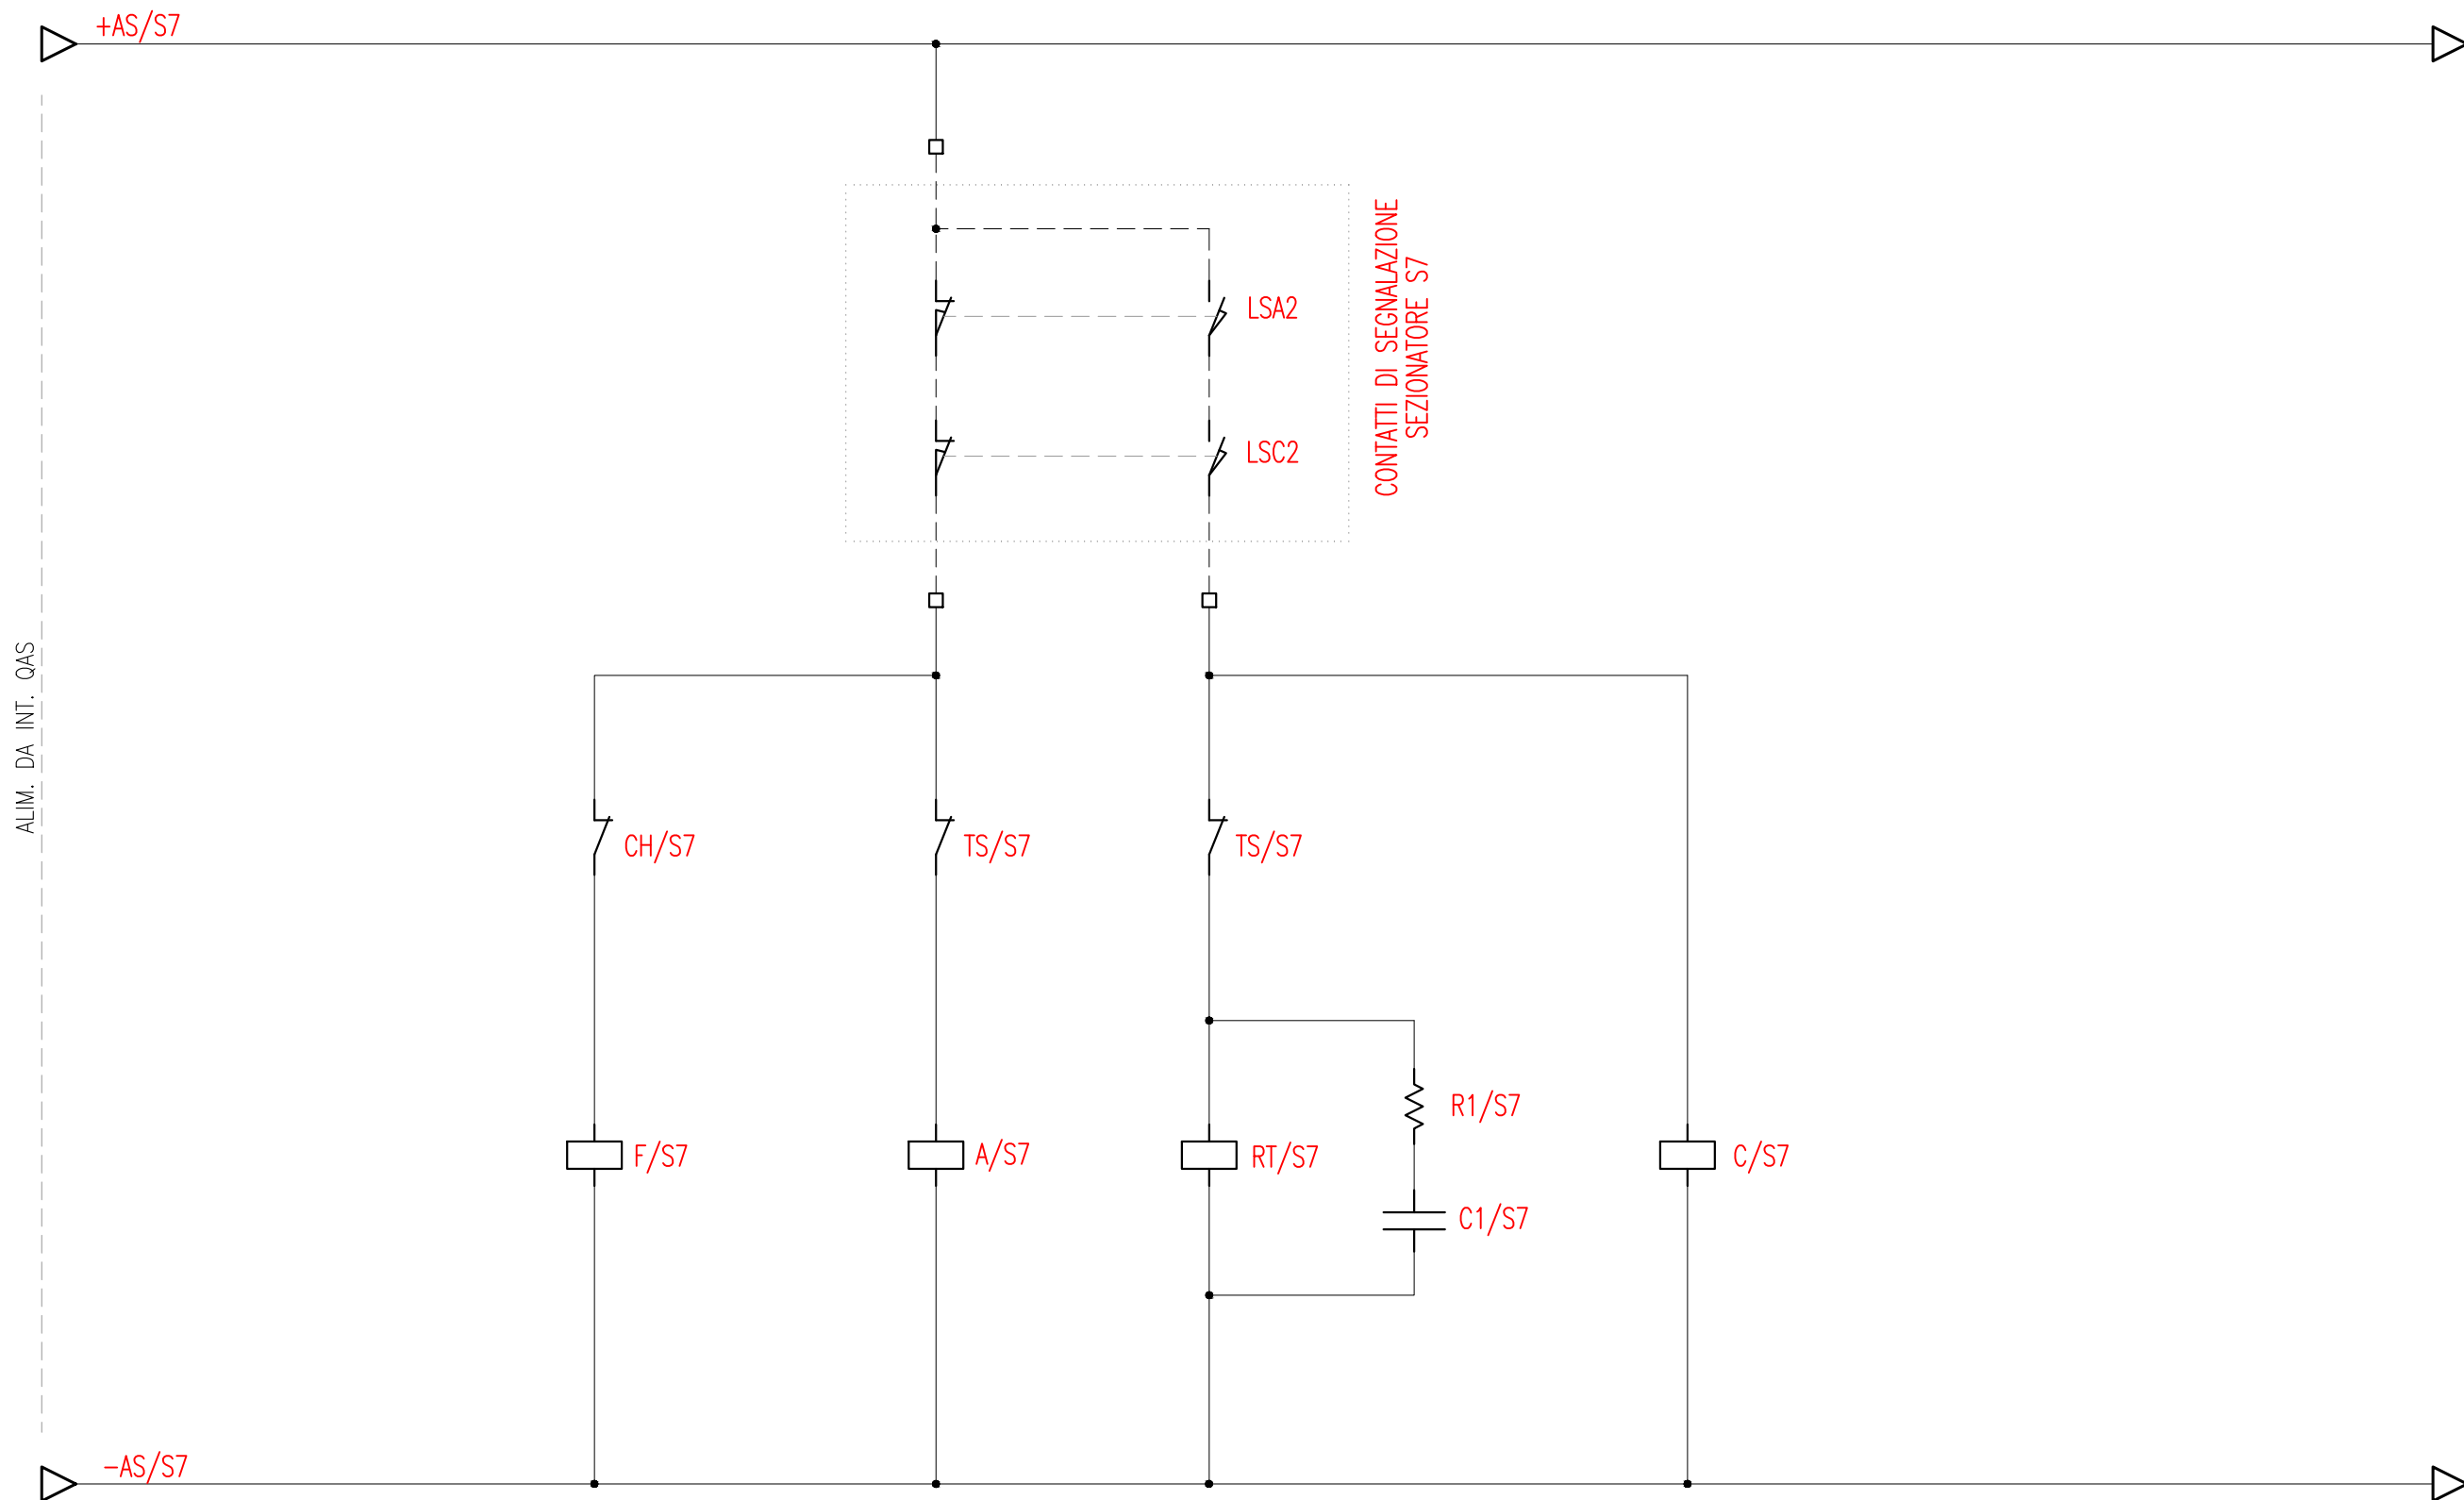 +AS/S7
LSA2
LSC2
CONTATTI DI SEGNALAZIONE
SEZIONATORE S7
ALIM. DA INT. QAS
CH/S7
TS/S7
TS/S7
R1/S7
F/S7
A/S7
RT/S7
C/S7
C1/S7
-AS/S7